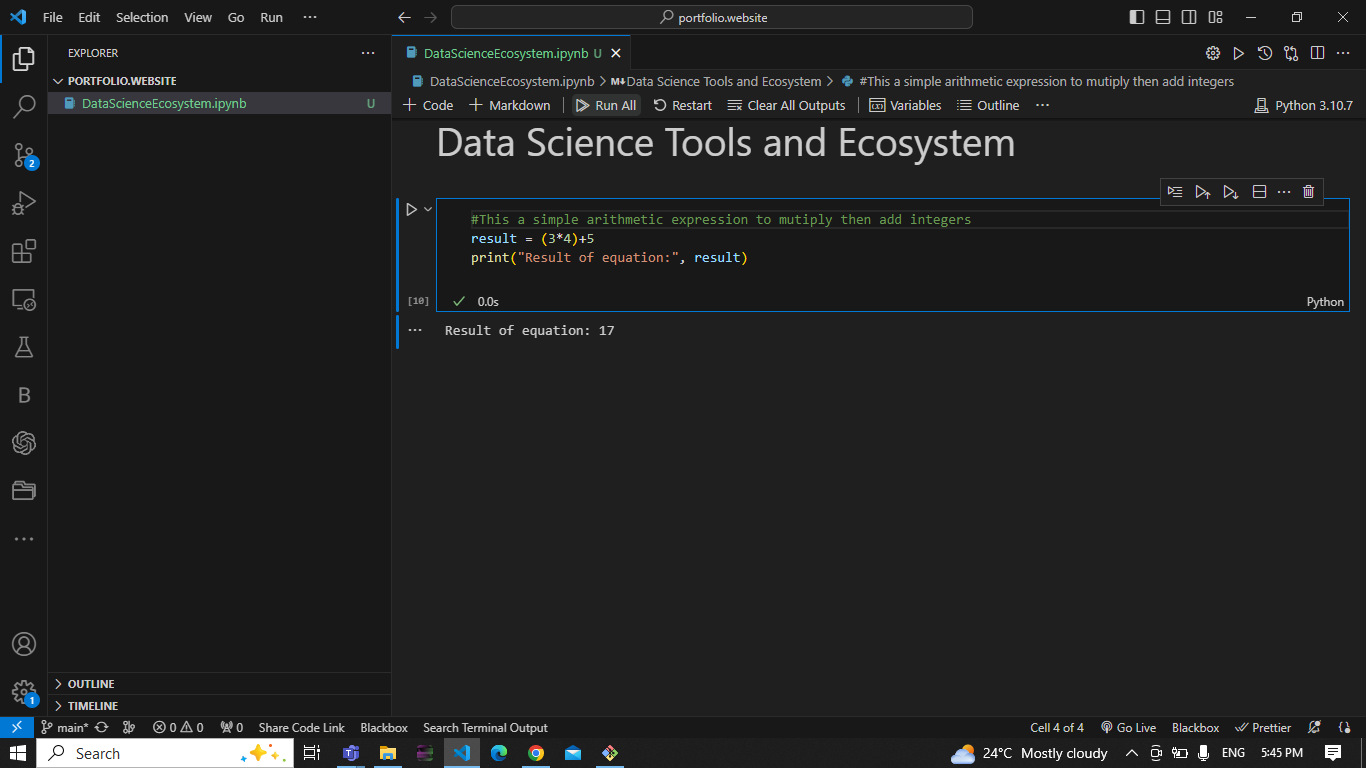 File Edit Selection View Go Run ···
portfolio.website
EXPLORER
PORTFOLIO.WEBSITE
DataScienceEcosystem.ipynb U
DataScienceEcosystem.ipynb U
DataScienceEcosystem.ipynb > M↓Data Science Tools and Ecosystem > #This a simple arithmetic expression to mutiply then add integers
+ Code + Markdown Run All Restart Clear All Outputs Variables Outline ··· Python 3.10.7
Data Science Tools and Ecosystem
#This a simple arithmetic expression to mutiply then add integers
result = (3*4)+5
print("Result of equation:", result)
[10] 0.0s Python
Result of equation: 17
2
B
1
OUTLINE
TIMELINE
main* 0 0 0 Share Code Link Blackbox Search Terminal Output Cell 4 of 4 Go Live Blackbox Prettier
Search 24°C Mostly cloudy ENG 5:45 PM